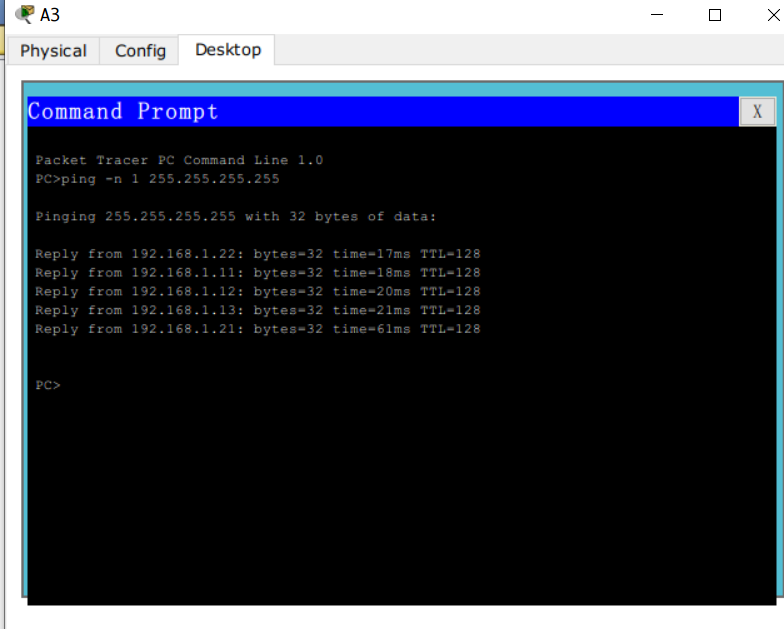 A3
Physical Config Desktop
Command Prompt X
Packet Tracer PC Command Line 1.0
PC>ping -n 1 255.255.255.255
Pinging 255.255.255.255 with 32 bytes of data:
Reply from 192.168.1.22: bytes=32 time=17ms TTL=128
Reply from 192.168.1.11: bytes=32 time=18ms TTL=128
Reply from 192.168.1.12: bytes=32 time=20ms TTL=128
Reply from 192.168.1.13: bytes=32 time=21ms TTL=128
Reply from 192.168.1.21: bytes=32 time=61ms TTL=128
PC>